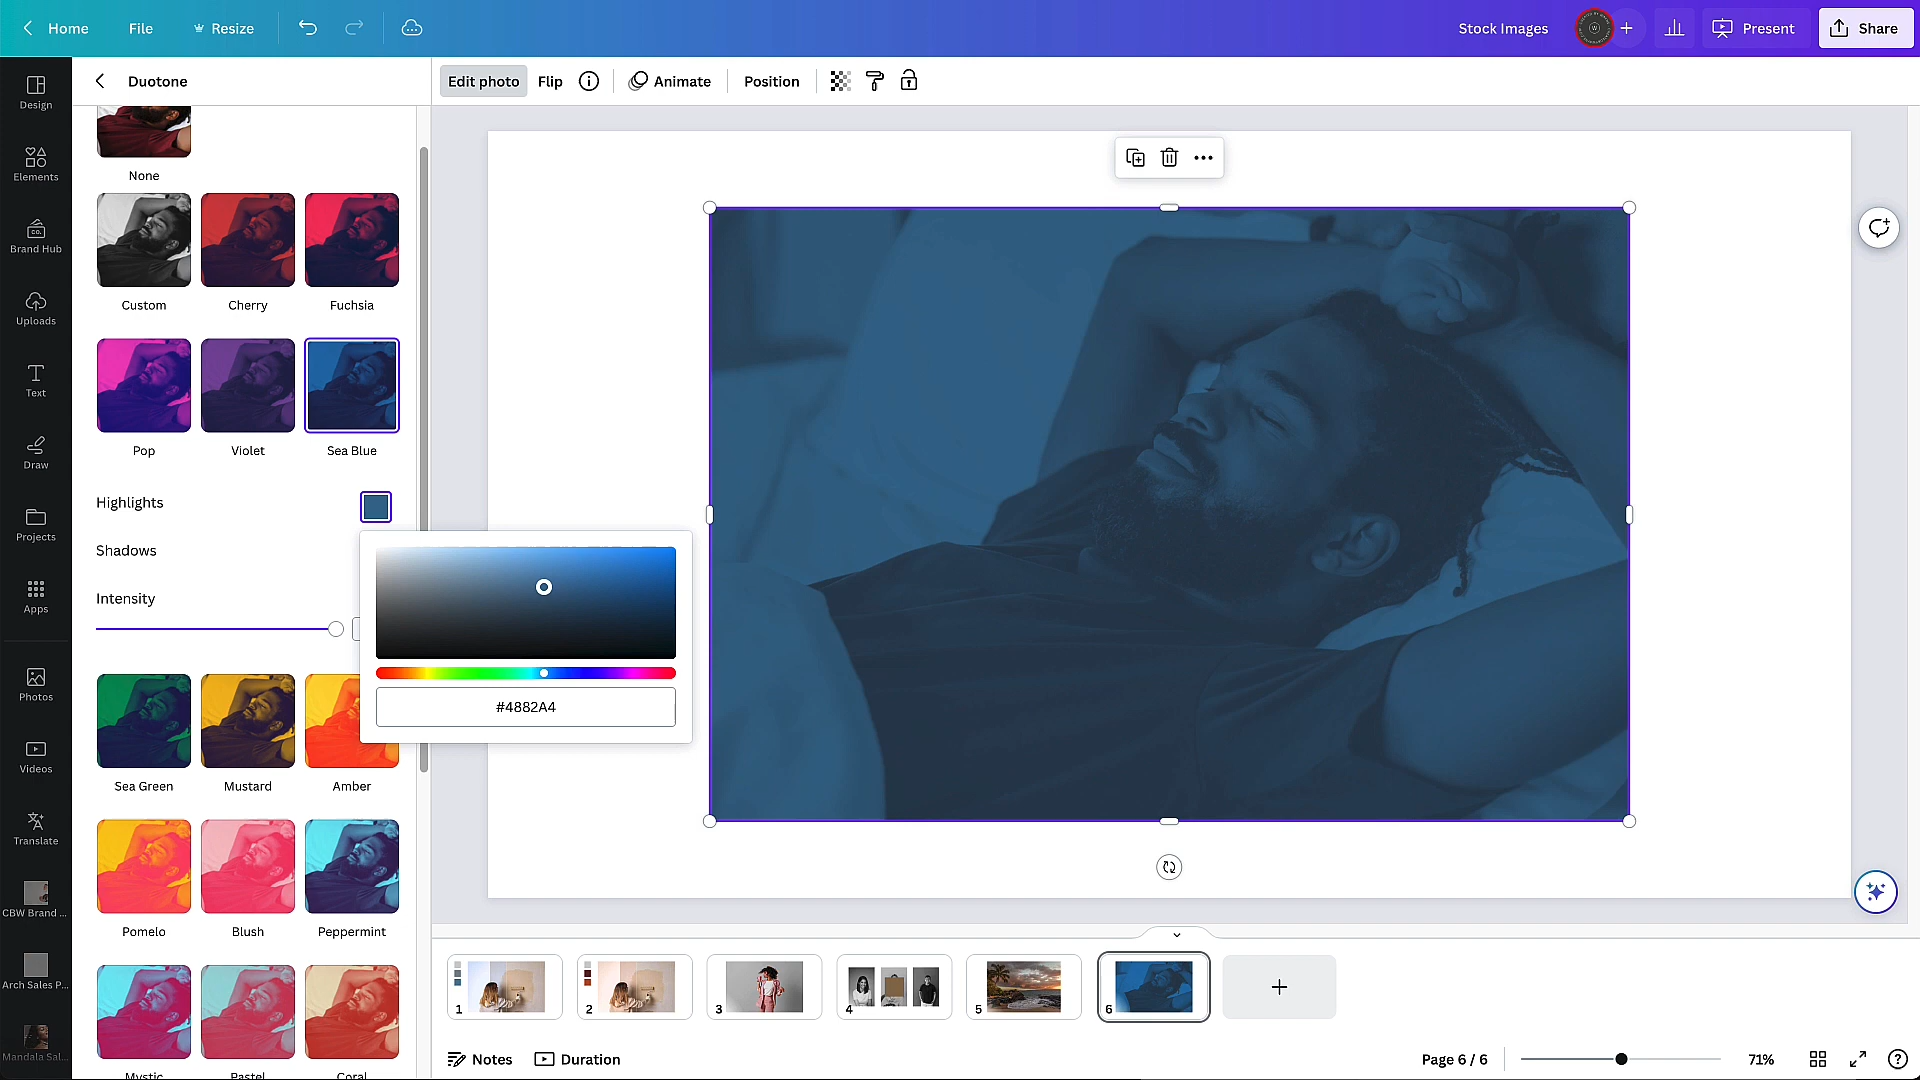 Home File Resize Stock Images Present Share
Design
Elements
Brand Hub
CO.
Uploads
Text
Draw
Projects
Apps
Photos
Videos
Translate
CBW Brand ...
Arch Sales P...
Mandala Sal...
Duotone
None
Custom Cherry Fuchsia
Pop Violet Sea Blue
Highlights
Shadows
Intensity
#4882A4
Sea Green Mustard Amber
Pomelo Blush Peppermint
Mystic Pastel Coral
Edit photo Flip Animate Position
1 2 3 4 5 6
Notes Duration Page 6 / 6 71%